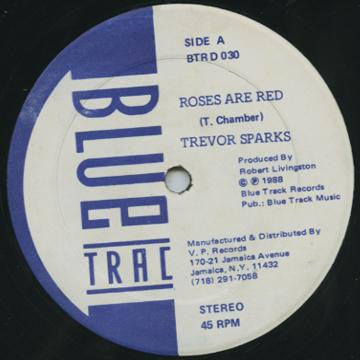 SIDE A
BTR D 030
BLUE
TRAC
ROSES ARE RED
(T. Chamber)
TREVOR SPARKS
Produced By
Robert Livingston
© ℗ 1988
Blue Track Records
Pub.: Blue Track Music
Manufactured & Distributed By
V. P. Records
170-21 Jamaica Avenue
Jamaica, N.Y. 11432
(718) 291-7058
STEREO
45 RPM